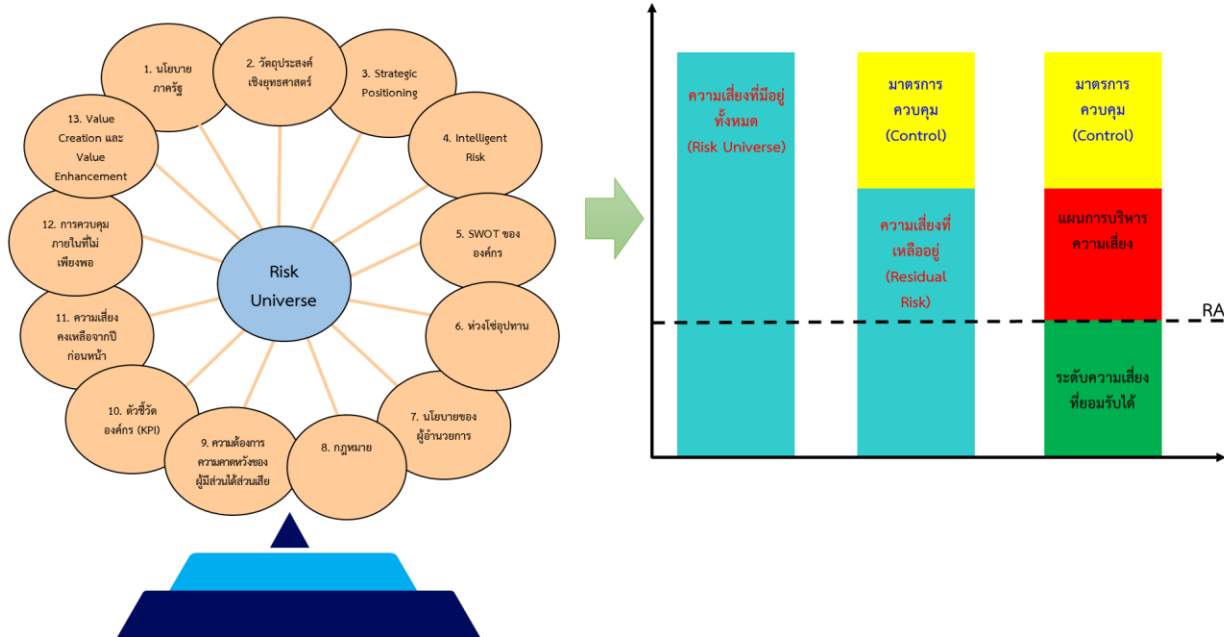 1. นโยบาย
ภาครัฐ
2. วัตถุประสงค์
เชิงยุทธศาสตร์
3. Strategic
Positioning
4. Intelligent
Risk
5. SWOT ของ
องค์กร
6. ห่วงโซ่อุปทาน
7. นโยบายของ
ผู้อำนวยการ
8. กฎหมาย
9. ความต้องการ
ความคาดหวังของ
ผู้มีส่วนได้ส่วนเสีย
10. ตัวชี้วัด
องค์กร (KPI)
11. ความเสี่ยง
คงเหลือจากปี
ก่อนหน้า
12. การควบคุม
ภายในที่ไม่
เพียงพอ
13. Value
Creation และ
Value
Enhancement
Risk
Universe
ความเสี่ยงที่มีอยู่
ทั้งหมด
(Risk Universe)
มาตรการ
ควบคุม
(Control)
ความเสี่ยงที่
เหลืออยู่
(Residual
Risk)
มาตรการ
ควบคุม
(Control)
แผนการบริหาร
ความเสี่ยง
RA
ระดับความเสี่ยง
ที่ยอมรับได้